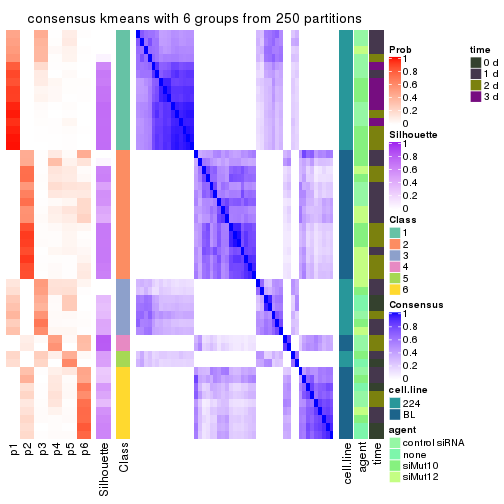 consensus kmeans with 6 groups from 250 partitions
Prob
1
0.8
0.6
0.4
0.2
0
time
0 d
1 d
2 d
3 d
Silhouette
1
0.8
0.6
0.4
0.2
0
Class
1
2
3
4
5
6
Consensus
1
0.8
0.6
0.4
0.2
0
cell.line
224
BL
agent
control siRNA
none
siMut10
siMut12
p1
p2
p3
p4
p5
p6
Silhouette
Class
cell.line
agent
time